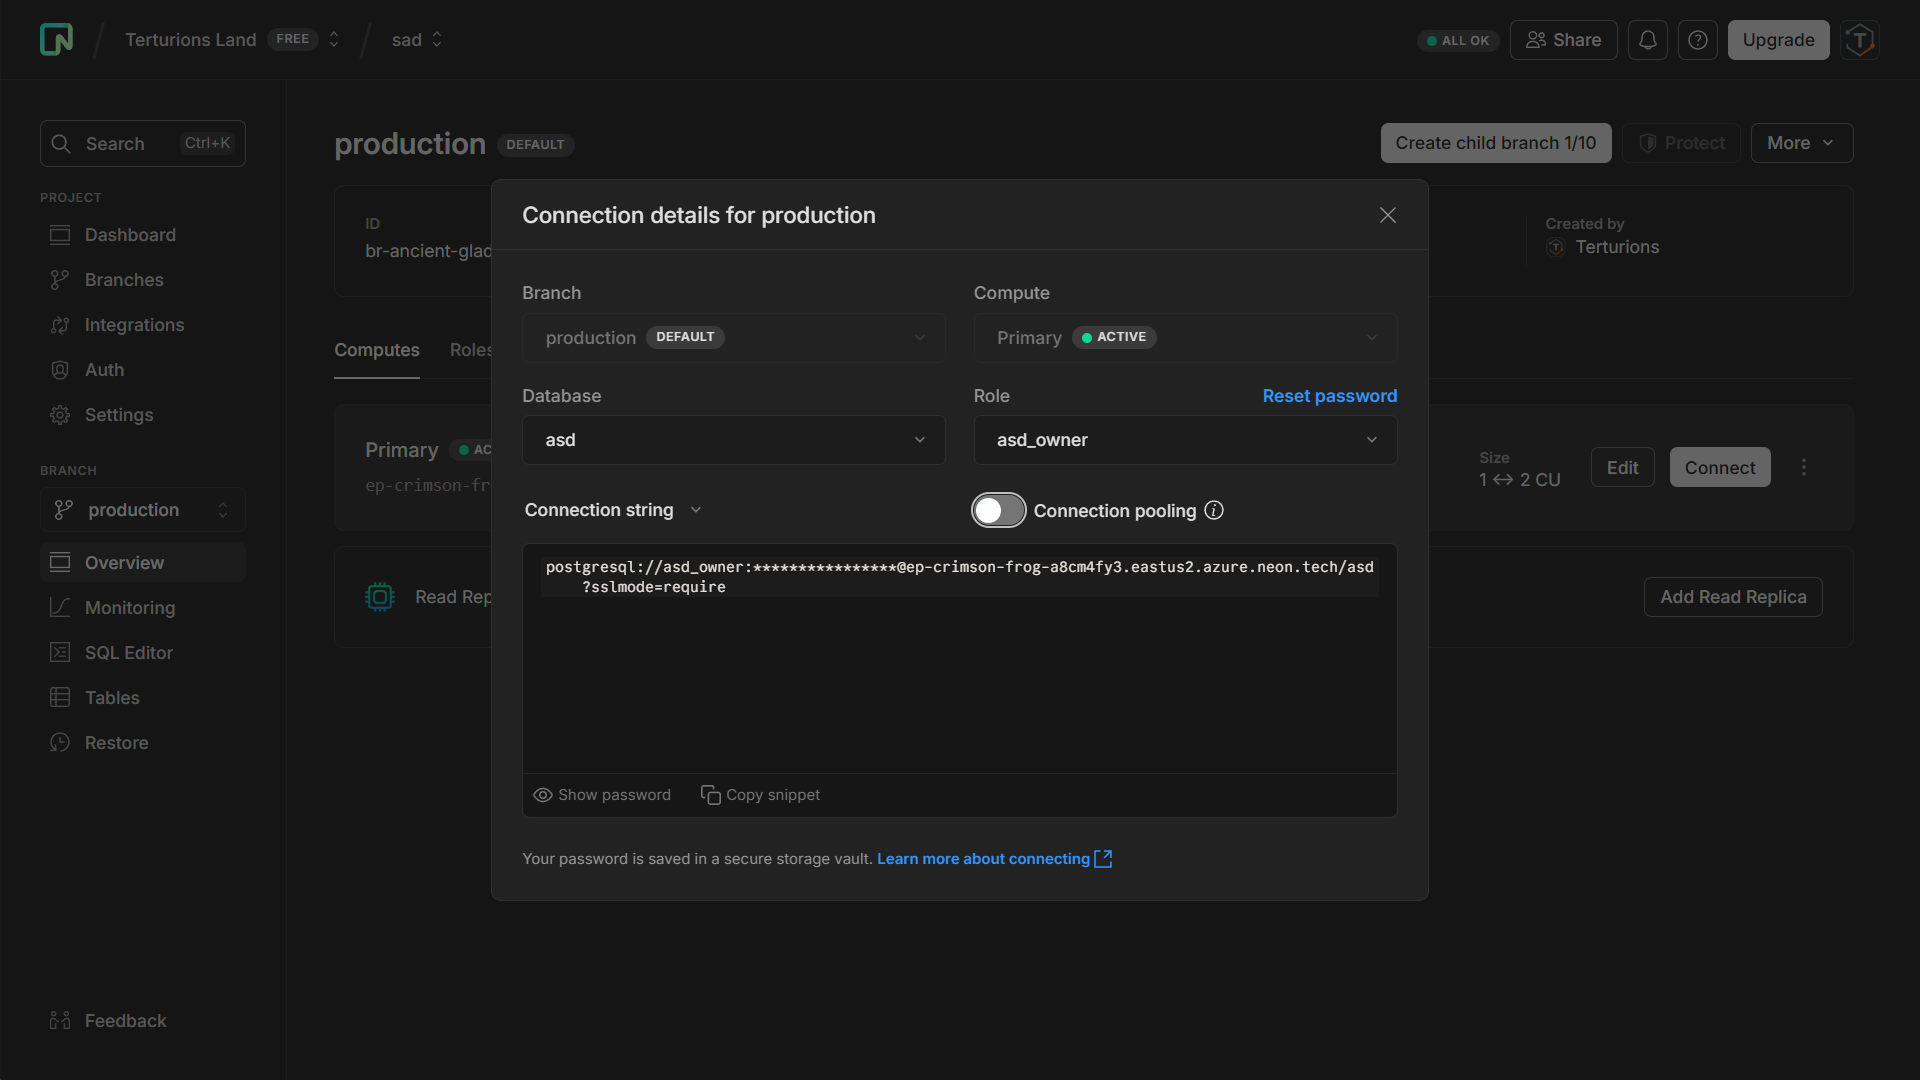 Terturions Land FREE
sad
ALL OK
Share
Upgrade
Search Ctrl+K
PROJECT
Dashboard
Branches
Integrations
Auth
Settings
BRANCH
production
Overview
Monitoring
SQL Editor
Tables
Restore
Feedback
production DEFAULT
Create child branch 1/10
Protect
More
ID
br-ancient-glad
Created by
Terturions
Computes
Roles
Primary
ep-crimson-fr
Size
1 ↔ 2 CU
Edit
Connect
Read Rep
Add Read Replica
Connection details for production
Branch
production DEFAULT
Compute
Primary ACTIVE
Database
asd
Role
Reset password
asd_owner
Connection string
Connection pooling
postgresql://asd_owner:****************@ep-crimson-frog-a8cm4fy3.eastus2.azure.neon.tech/asd
?sslmode=require
Show password
Copy snippet
Your password is saved in a secure storage vault. Learn more about connecting